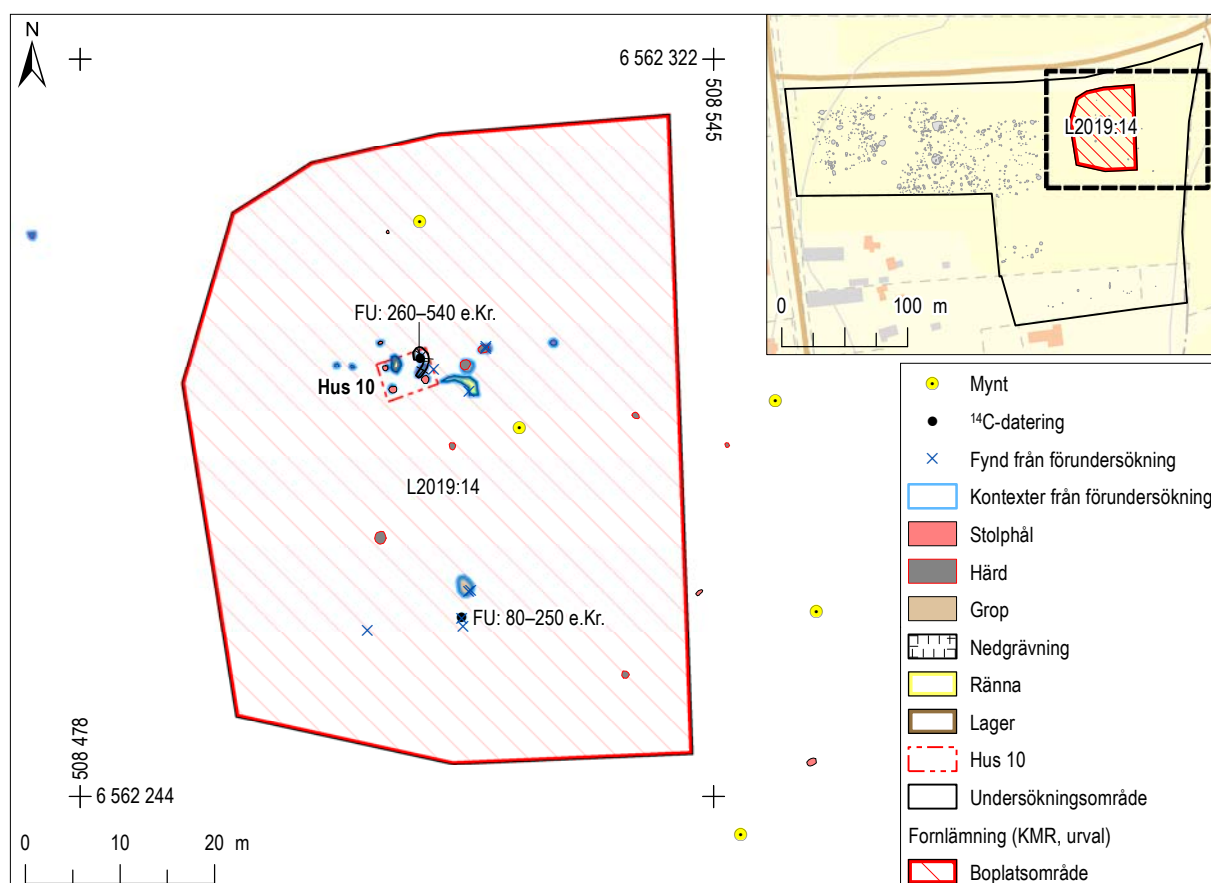 N
6 562 322
508 545
FU: 260–540 e.Kr.
Hus 10
L2019:14
FU: 80–250 e.Kr.
508 478
6 562 244
0 10 20 m
L2019:14
0 100 m
Mynt
¹⁴C-datering
Fynd från förundersökning
Kontexter från förundersökning
Stolphål
Härd
Grop
Nedgrävning
Ränna
Lager
Hus 10
Undersökningsområde
Fornlämning (KMR, urval)
Boplatsområde